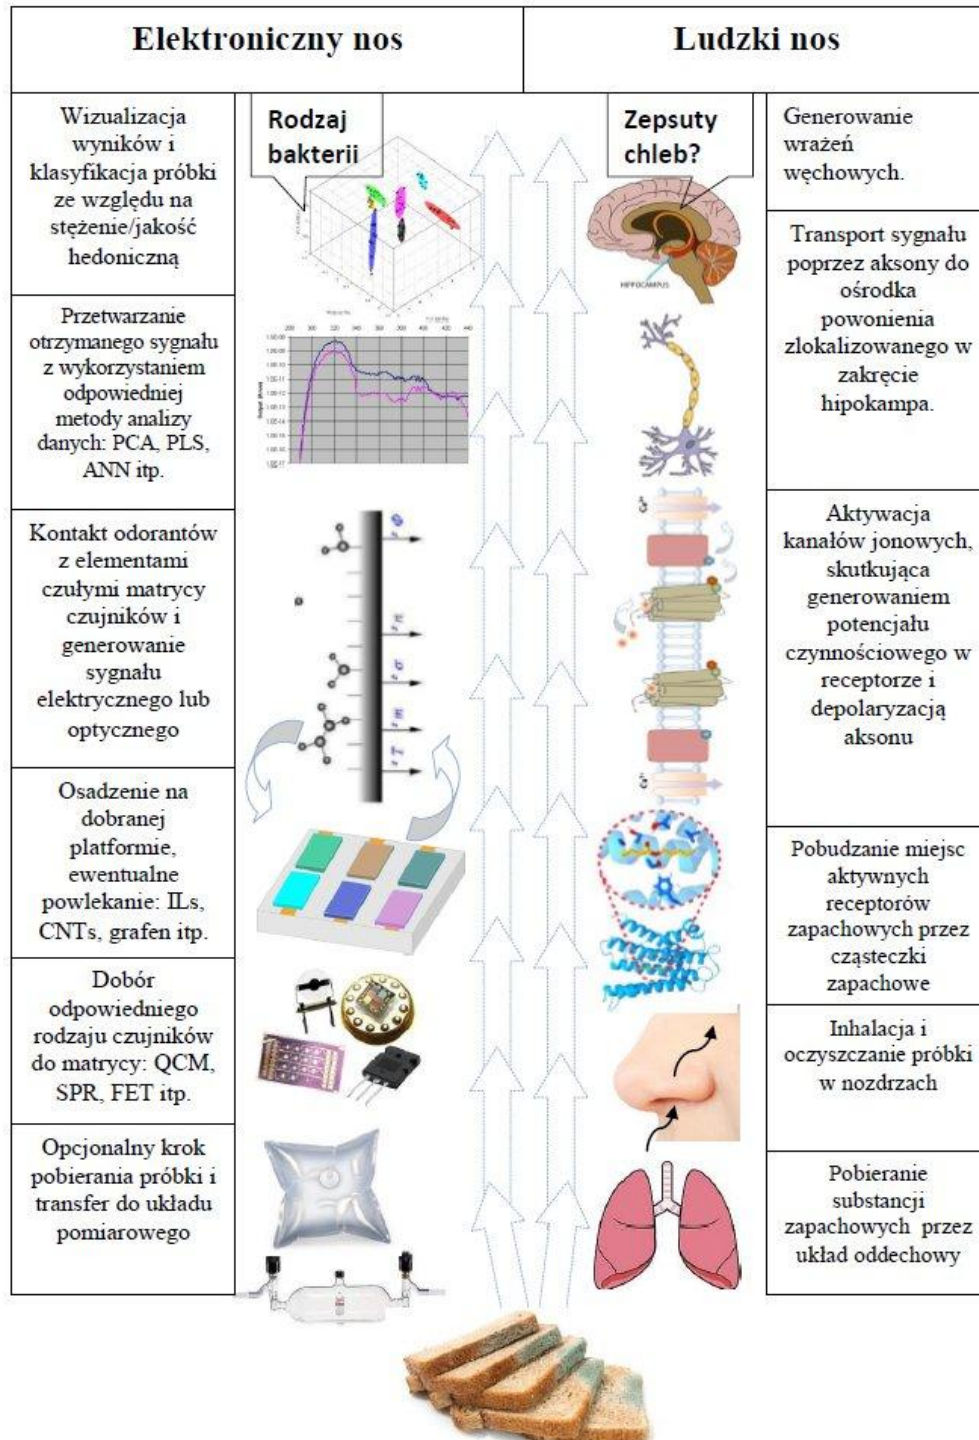 Elektroniczny nos
Ludzki nos
Wizualizacja
wyników i
klasyfikacja próbki
ze względu na
stężenie/jakość
hedoniczną
Rodzaj
bakterii
Zepsuty
chleb?
Generowanie
wrażeń
węchowych.
HIPPOCAMPUS
Przetwarzanie
otrzymanego sygnału
z wykorzystaniem
odpowiedniej
metody analizy
danych: PCA, PLS,
ANN itp.
Transport sygnału
poprzez aksony do
ośrodka
powonienia
zlokalizowanego w
zakręcie
hipokampa.
Kontakt odorantów
z elementami
czułymi matrycy
czujników i
generowanie
sygnału
elektrycznego lub
optycznego
Aktywacja
kanałów jonowych,
skutkująca
generowaniem
potencjału
czynnościowego w
receptorze i
depolaryzacją
aksonu
Osadzenie na
dobranej
platformie,
ewentualne
powlekanie: ILs,
CNTs, grafen itp.
Pobudzanie miejsc
aktywnych
receptorów
zapachowych przez
cząsteczki
zapachowe
Dobór
odpowiedniego
rodzaju czujników
do matrycy: QCM,
SPR, FET itp.
Inhalacja i
oczyszczanie próbki
w nozdrzach
Opcjonalny krok
pobierania próbki i
transfer do układu
pomiarowego
Pobieranie
substancji
zapachowych przez
układ oddechowy